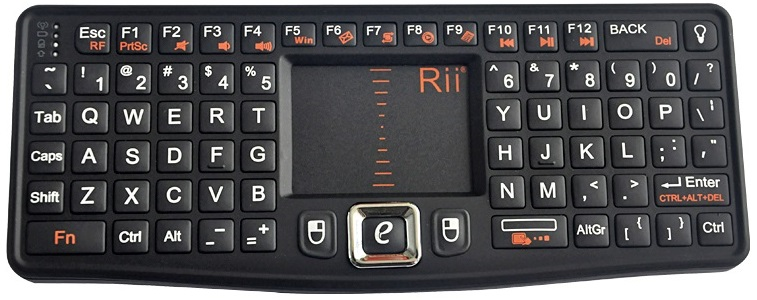 Esc F1 F2 F3 F4 F5 F6 F7 F8 F9 F10 F11 F12 BACK
RF PrtSc Win Del
~ ` ! 1 @ 2 # 3 $ 4 % 5 Rii ^ 6 & 7 * 8 ( 9 ) 0 / ?
Tab Q W E R T Y U I O P \ |
Caps A S D F G H J K L ; : , "
Shift Z X C V B N M , < . > Enter
CTRL+ALT+DEL
Fn Ctrl Alt _ - + = e AltGr [ { ] } Ctrl